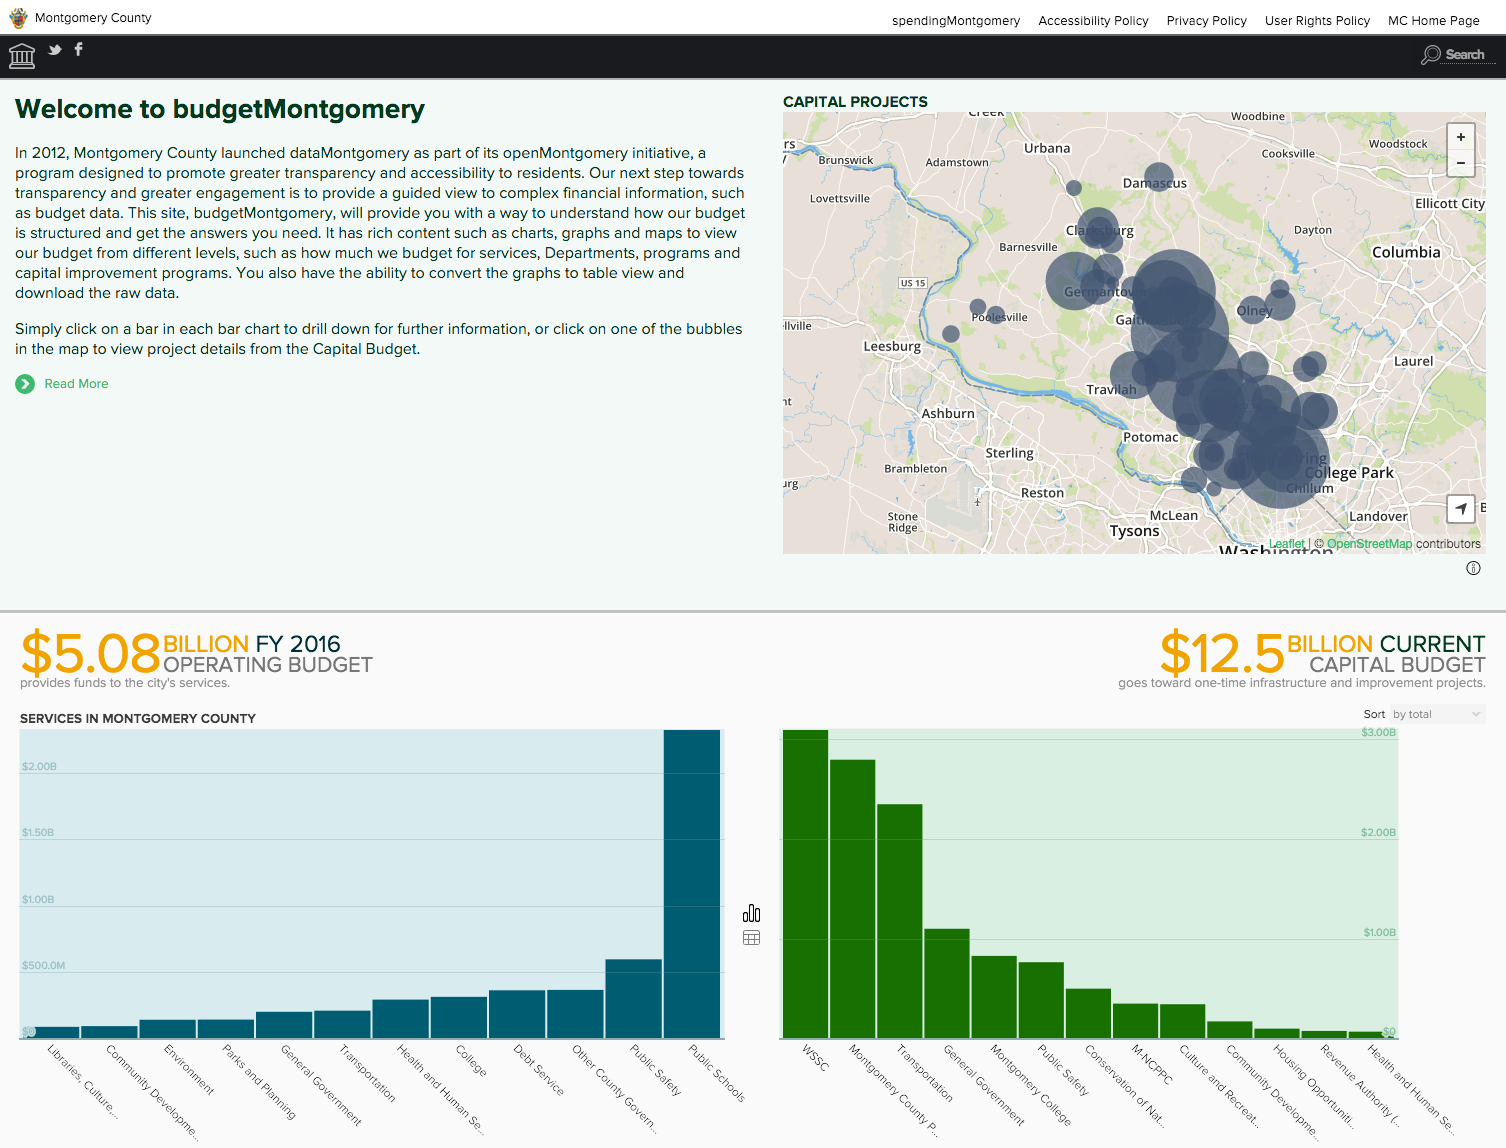 Montgomery County
spendingMontgomery Accessibility Policy Privacy Policy User Rights Policy MC Home Page
Search
Welcome to budgetMontgomery
In 2012, Montgomery County launched dataMontgomery as part of its openMontgomery initiative, a
program designed to promote greater transparency and accessibility to residents. Our next step towards
transparency and greater engagement is to provide a guided view to complex financial information, such
as budget data. This site, budgetMontgomery, will provide you with a way to understand how our budget
is structured and get the answers you need. It has rich content such as charts, graphs and maps to view
our budget from different levels, such as how much we budget for services, Departments, programs and
capital improvement programs. You also have the ability to convert the graphs to table view and
download the raw data.
Simply click on a bar in each bar chart to drill down for further information, or click on one of the bubbles
in the map to view project details from the Capital Budget.
Read More
CAPITAL PROJECTS
Creek
Woodbine
Urbana
Woodstock
Brunswick
Adamstown
Cooksville
Damascus
Lovettsville
Ellicott City
Clarksburg
Dayton
Barnesville
Columbia
US 15
Germantow
Poolesville
Olney
Gait
llville
Leesburg
Laurel
Travilah
Ashburn
Potomac
Sterling
Brambleton
College Park
Chillum
urg
Reston
Stone
Ridge
McLean
Landover
Tysons
Washington
Leaflet | © OpenStreetMap contributors
$5.08 BILLION FY 2016
OPERATING BUDGET
provides funds to the city's services.
$12.5 BILLION CURRENT
CAPITAL BUDGET
goes toward one-time infrastructure and improvement projects.
SERVICES IN MONTGOMERY COUNTY
Sort by total
$2.00B
$1.50B
$1.00B
$500.0M
$0
Libraries, Culture,...
Community Developme...
Environment
Parks and Planning
General Government
Transportation
Health and Human Se...
College
Debt Service
Other County Govern...
Public Safety
Public Schools
$3.00B
$2.00B
$1.00B
$0
WSSC
Montgomery County P...
Transportation
General Government
Montgomery College
Public Safety
Conservation of Nat...
M-NCPPC
Culture and Recreat...
Community Developme...
Housing Opportuniti...
Revenue Authority (...
Health and Human Se...